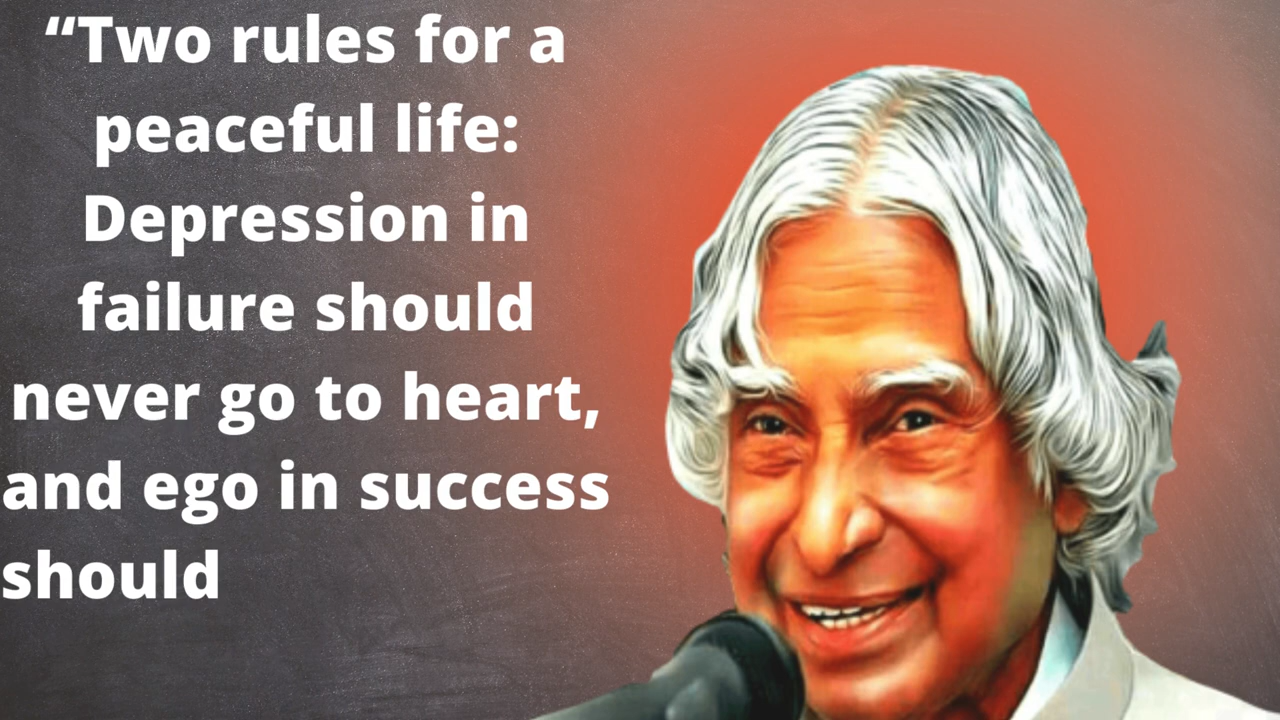 “Two rules for a
peaceful life:
Depression in
failure should
never go to heart,
and ego in success
should